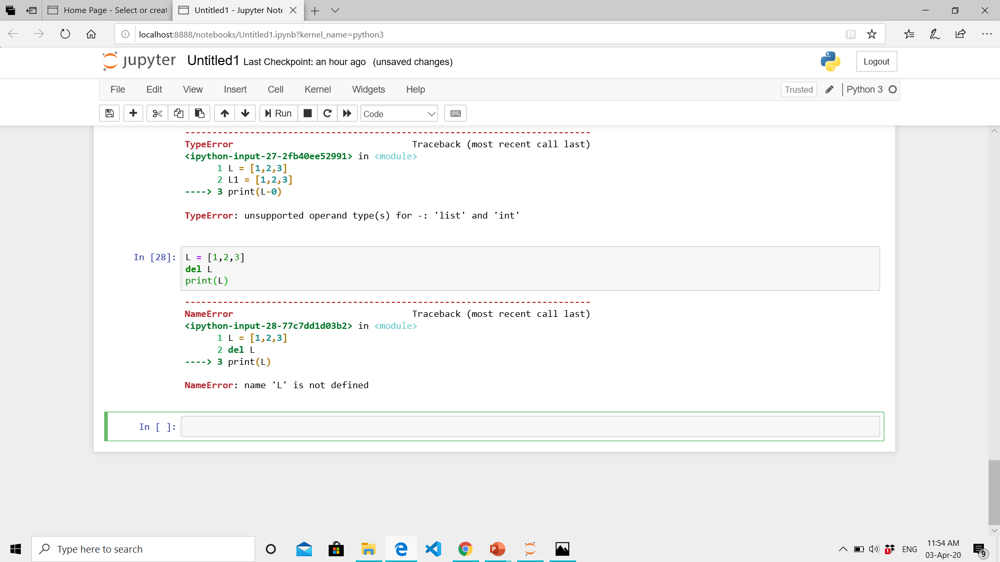 Home Page - Select or creat
Untitled1 - Jupyter Note
localhost:8888/notebooks/Untitled1.ipynb?kernel_name=python3
jupyter Untitled1 Last Checkpoint: an hour ago (unsaved changes)
Logout
File Edit View Insert Cell Kernel Widgets Help
Trusted Python 3
Run Code
---------------------------------------------------------------------------
TypeError Traceback (most recent call last)
<ipython-input-27-2fb40ee52991> in <module>
1 L = [1,2,3]
2 L1 = [1,2,3]
----> 3 print(L-0)
TypeError: unsupported operand type(s) for -: 'list' and 'int'
In [28]: L = [1,2,3]
del L
print(L)
---------------------------------------------------------------------------
NameError Traceback (most recent call last)
<ipython-input-28-77c7dd1d03b2> in <module>
1 L = [1,2,3]
2 del L
----> 3 print(L)
NameError: name 'L' is not defined
In [ ]:
Type here to search
P
1
ENG
11:54 AM
03-Apr-20
9